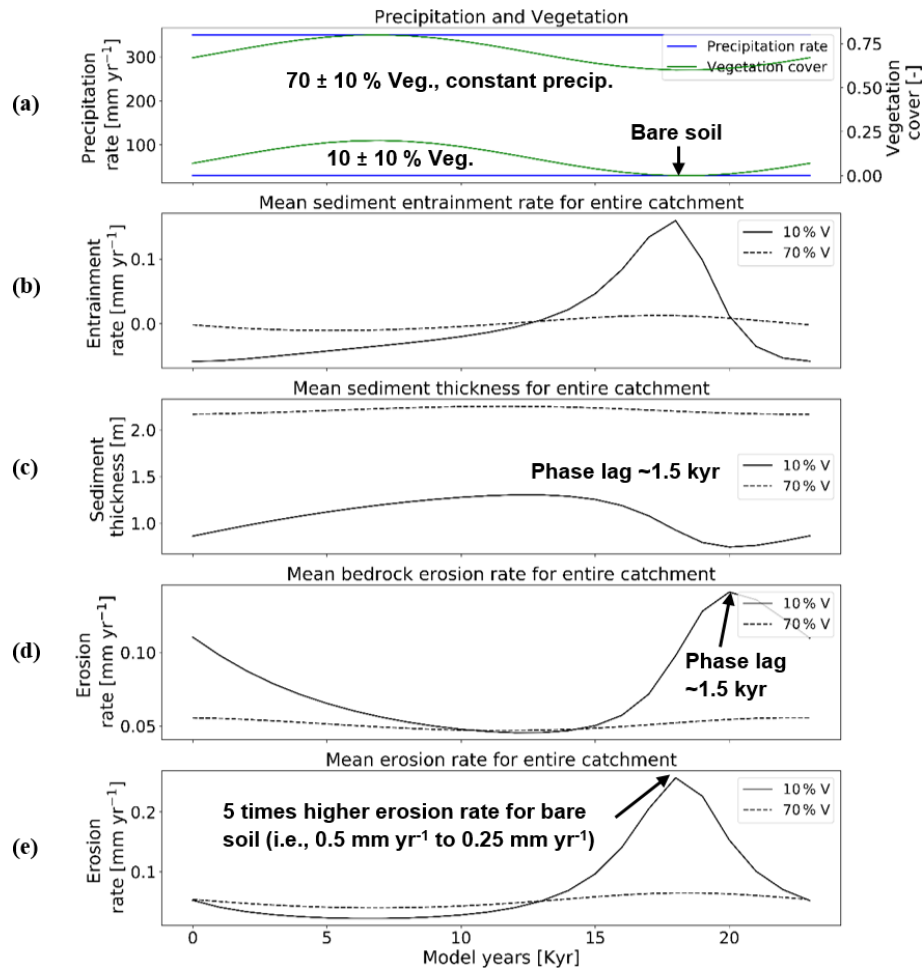 Precipitation and Vegetation
(a)
Precipitation
rate [mm yr⁻¹]
300
200
100
Precipitation rate
Vegetation cover
70 ± 10 % Veg., constant precip.
Bare soil
10 ± 10 % Veg.
0.75
0.50
0.25
0.00
Vegetation
cover [-]
Mean sediment entrainment rate for entire catchment
(b)
Entrainment
rate [mm yr⁻¹]
0.1
0.0
10 % V
70 % V
Mean sediment thickness for entire catchment
(c)
Sediment
thickness [m]
2.0
1.5
1.0
Phase lag ~1.5 kyr
10 % V
70 % V
Mean bedrock erosion rate for entire catchment
(d)
Erosion
rate [mm yr⁻¹]
0.10
0.05
10 % V
70 % V
Phase lag
~1.5 kyr
Mean erosion rate for entire catchment
(e)
Erosion
rate [mm yr⁻¹]
0.2
0.1
5 times higher erosion rate for bare
soil (i.e., 0.5 mm yr⁻¹ to 0.25 mm yr⁻¹)
10 % V
70 % V
0 5 10 15 20
Model years [Kyr]